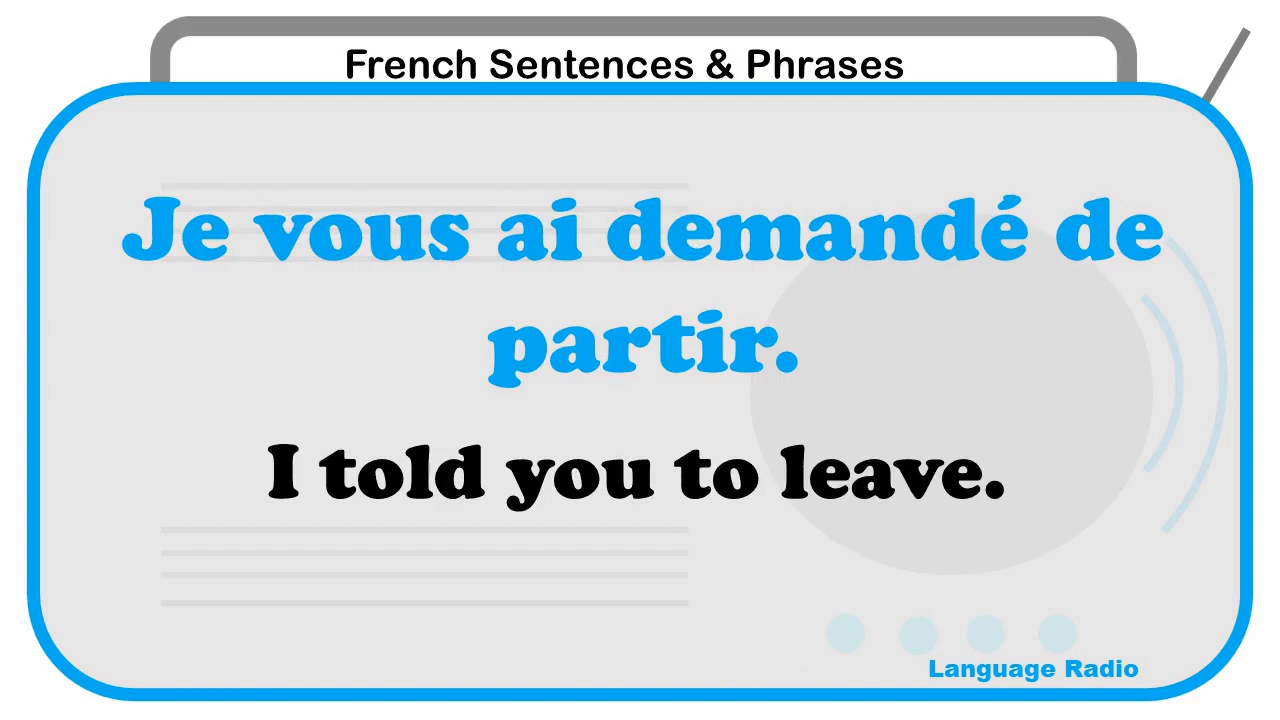 French Sentences & Phrases
Je vous ai demandé de
partir.
I told you to leave.
Language Radio